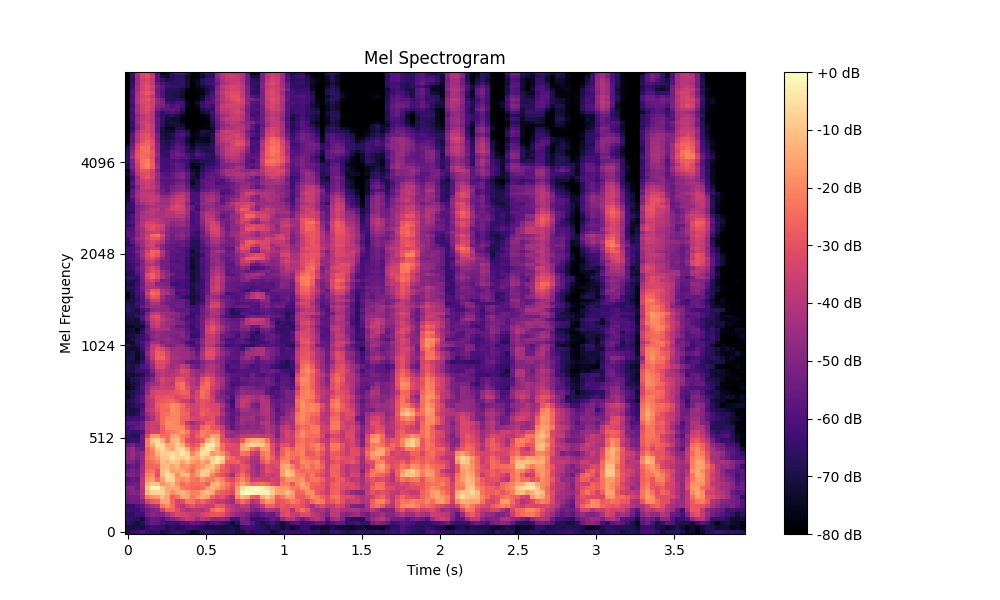 Mel Spectrogram
+0 dB
-10 dB
4096
-20 dB
-30 dB
2048
Mel Frequency
-40 dB
1024
-50 dB
-60 dB
512
-70 dB
0
-80 dB
0 0.5 1 1.5 2 2.5 3 3.5
Time (s)